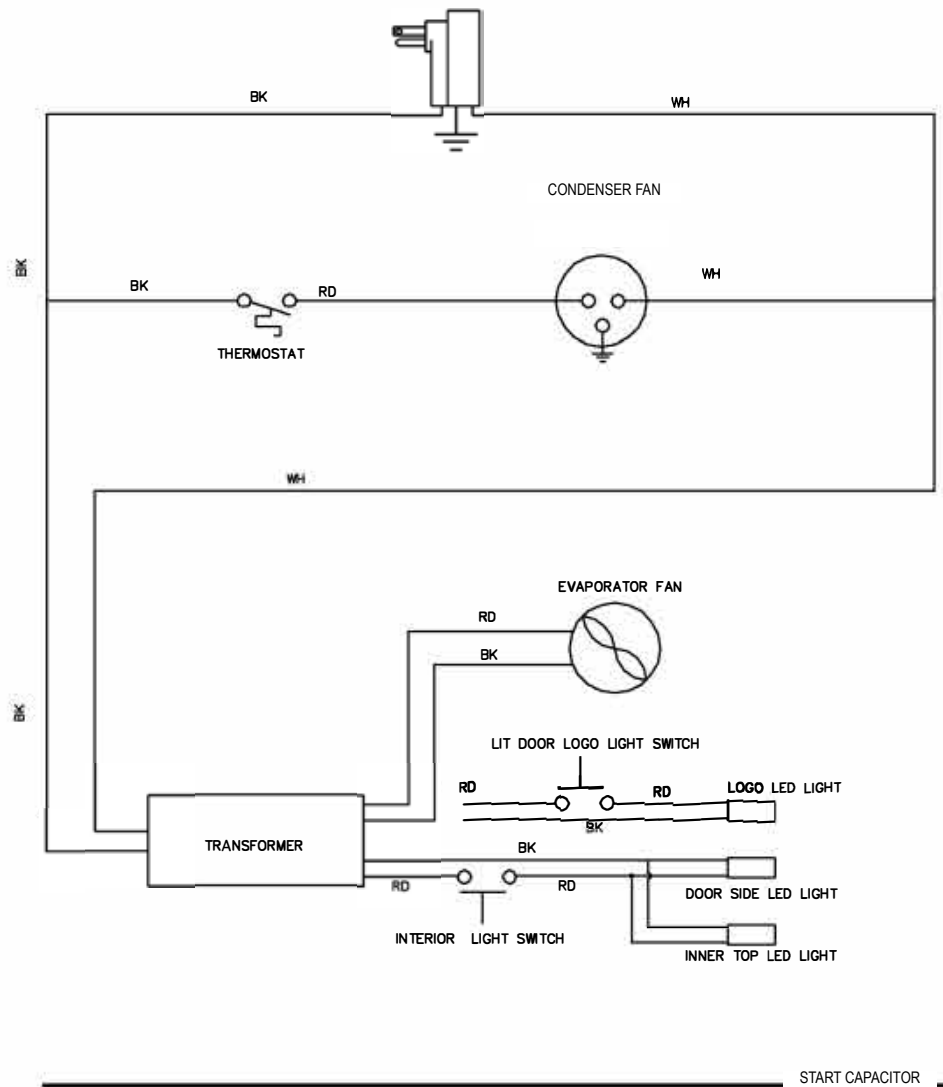 BK
WH
CONDENSER FAN
BK
WH
BK
RD
THERMOSTAT
WH
EVAPORATOR FAN
RD
BK
BK
LIT DOOR LOGO LIGHT SWITCH
RD
RD
LOGO LED LIGHT
BK
TRANSFORMER
BK
RD
RD
DOOR SIDE LED LIGHT
INTERIOR LIGHT SWITCH
INNER TOP LED LIGHT
START CAPACITOR